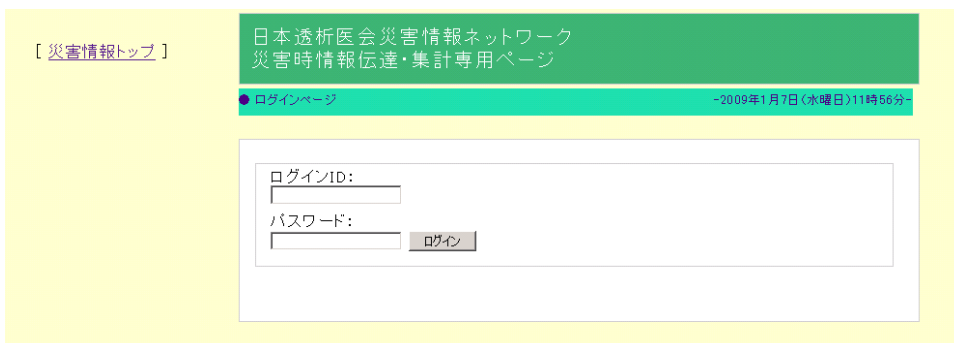 [ 災害情報トップ ]
日本透析医会災害情報ネットワーク
災害時情報伝達・集計専用ページ
● ログインページ
-2009年1月7日(水曜日)11時56分-
ログインID:
パスワード:
ログイン